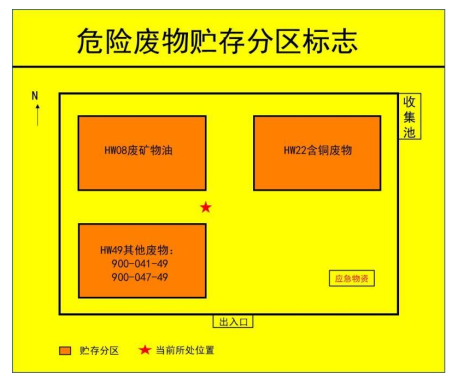 危险废物贮存分区标志
N
收集池
HW08废矿物油
HW22含铜废物
HW49其他废物：
900-041-49
900-047-49
应急物资
出入口
贮存分区
当前所处位置